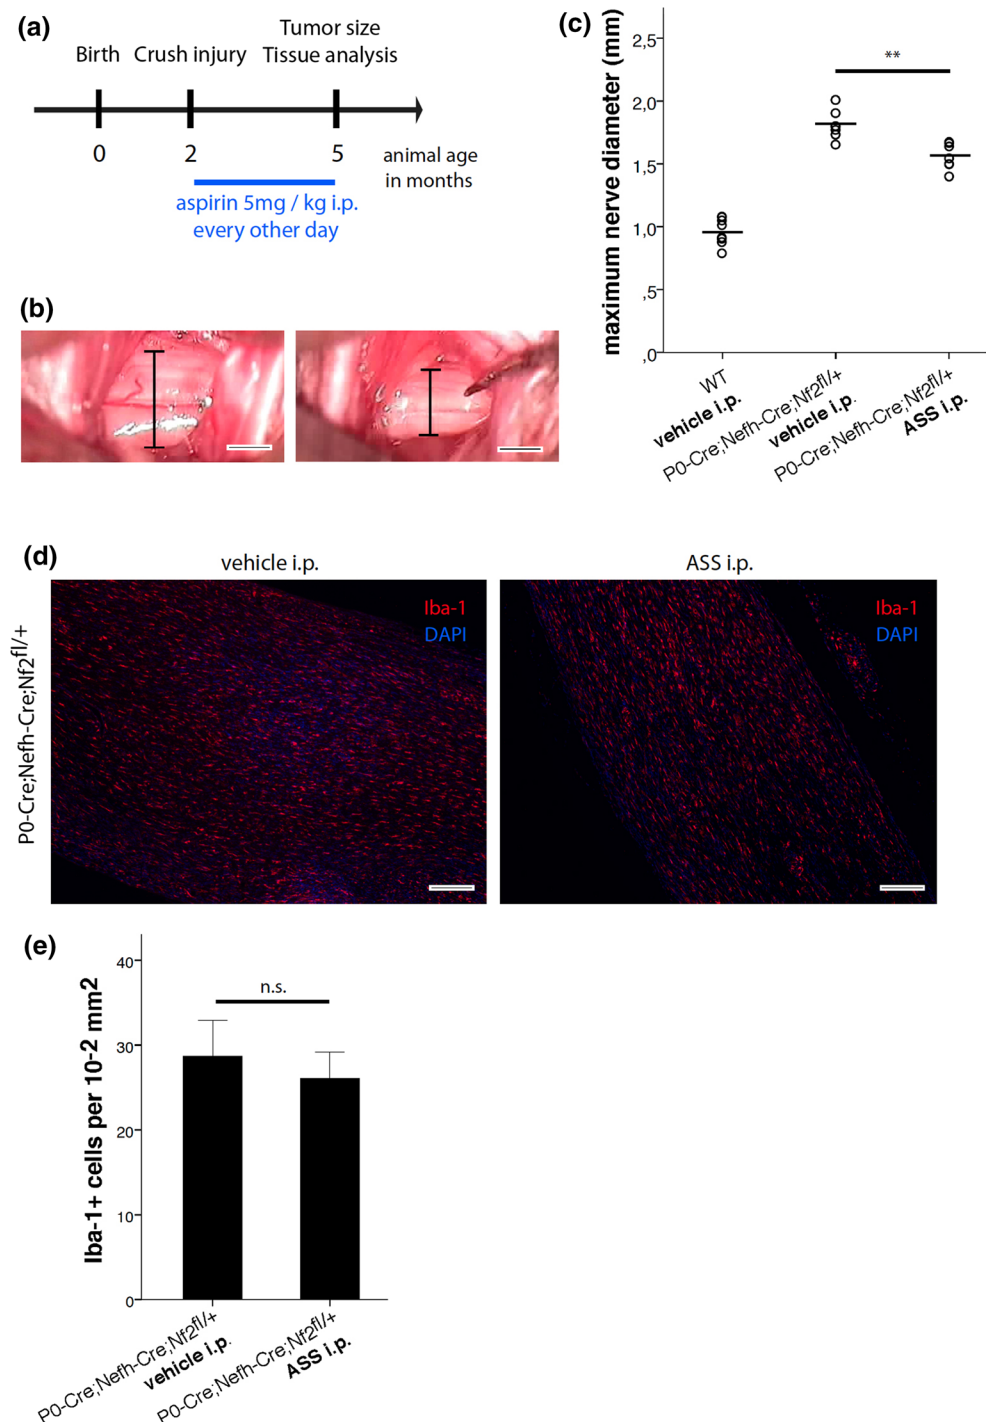 (a)
Birth
Crush injury
Tumor size
Tissue analysis
0
2
5
animal age
in months
aspirin 5mg / kg i.p.
every other day
(b)
(c)
maximum nerve diameter (mm)
2,5
2,0
1,5
1,0
,5
,0
**
WT
vehicle i.p.
P0-Cre;Nefh-Cre;Nf2fl/+
vehicle i.p.
P0-Cre;Nefh-Cre;Nf2fl/+
ASS i.p.
(d)
vehicle i.p.
ASS i.p.
P0-Cre;Nefh-Cre;Nf2fl/+
Iba-1
DAPI
Iba-1
DAPI
(e)
Iba-1+ cells per 10-2 mm2
40
30
20
10
0
n.s.
P0-Cre;Nefh-Cre;Nf2fl/+
vehicle i.p.
P0-Cre;Nefh-Cre;Nf2fl/+
ASS i.p.